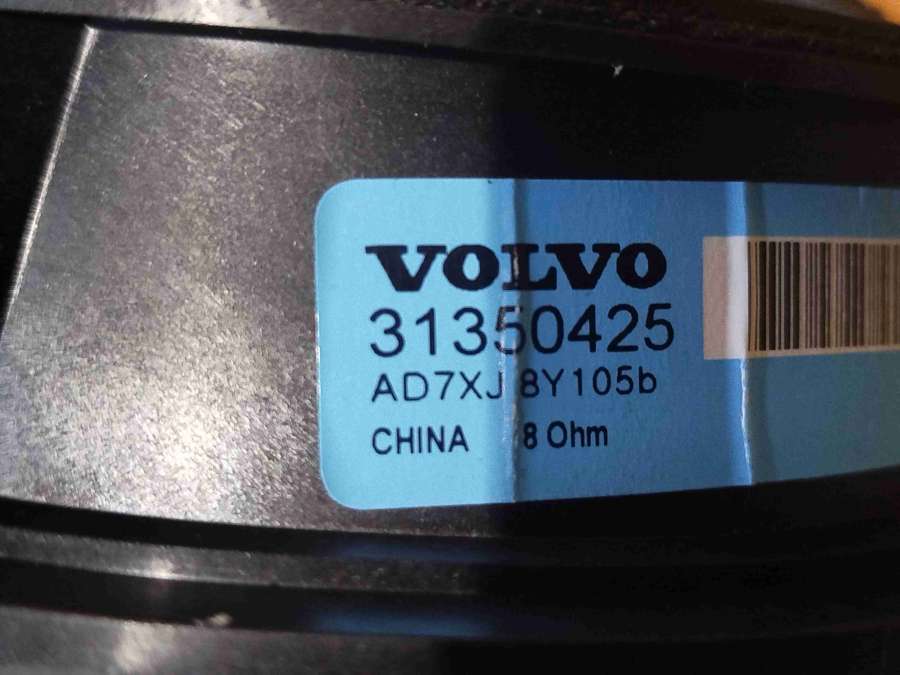 VOLVO
31350425
AD7XJ 8Y105b
CHINA 8 Ohm